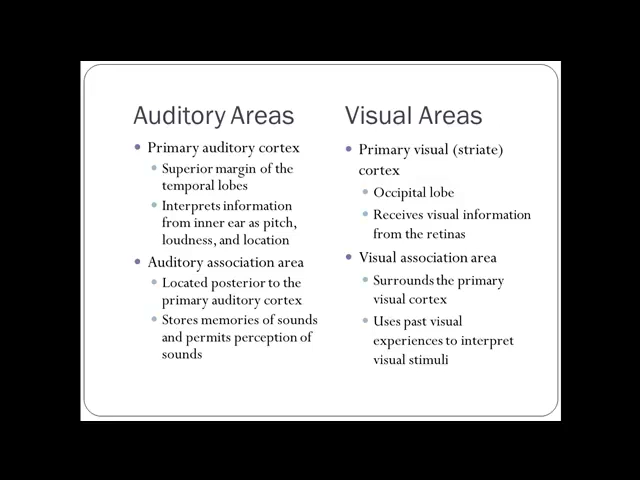 Auditory Areas
• Primary auditory cortex
• Superior margin of the
temporal lobes
• Interprets information
from inner ear as pitch,
loudness, and location
• Auditory association area
• Located posterior to the
primary auditory cortex
• Stores memories of sounds
and permits perception of
sounds
Visual Areas
• Primary visual (striate)
cortex
• Occipital lobe
• Receives visual information
from the retinas
• Visual association area
• Surrounds the primary
visual cortex
• Uses past visual
experiences to interpret
visual stimuli